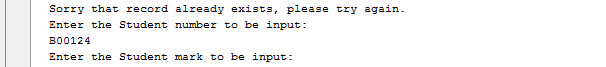 Sorry that record already exists, please try again.
Enter the Student number to be input:
B00124
Enter the Student mark to be input: